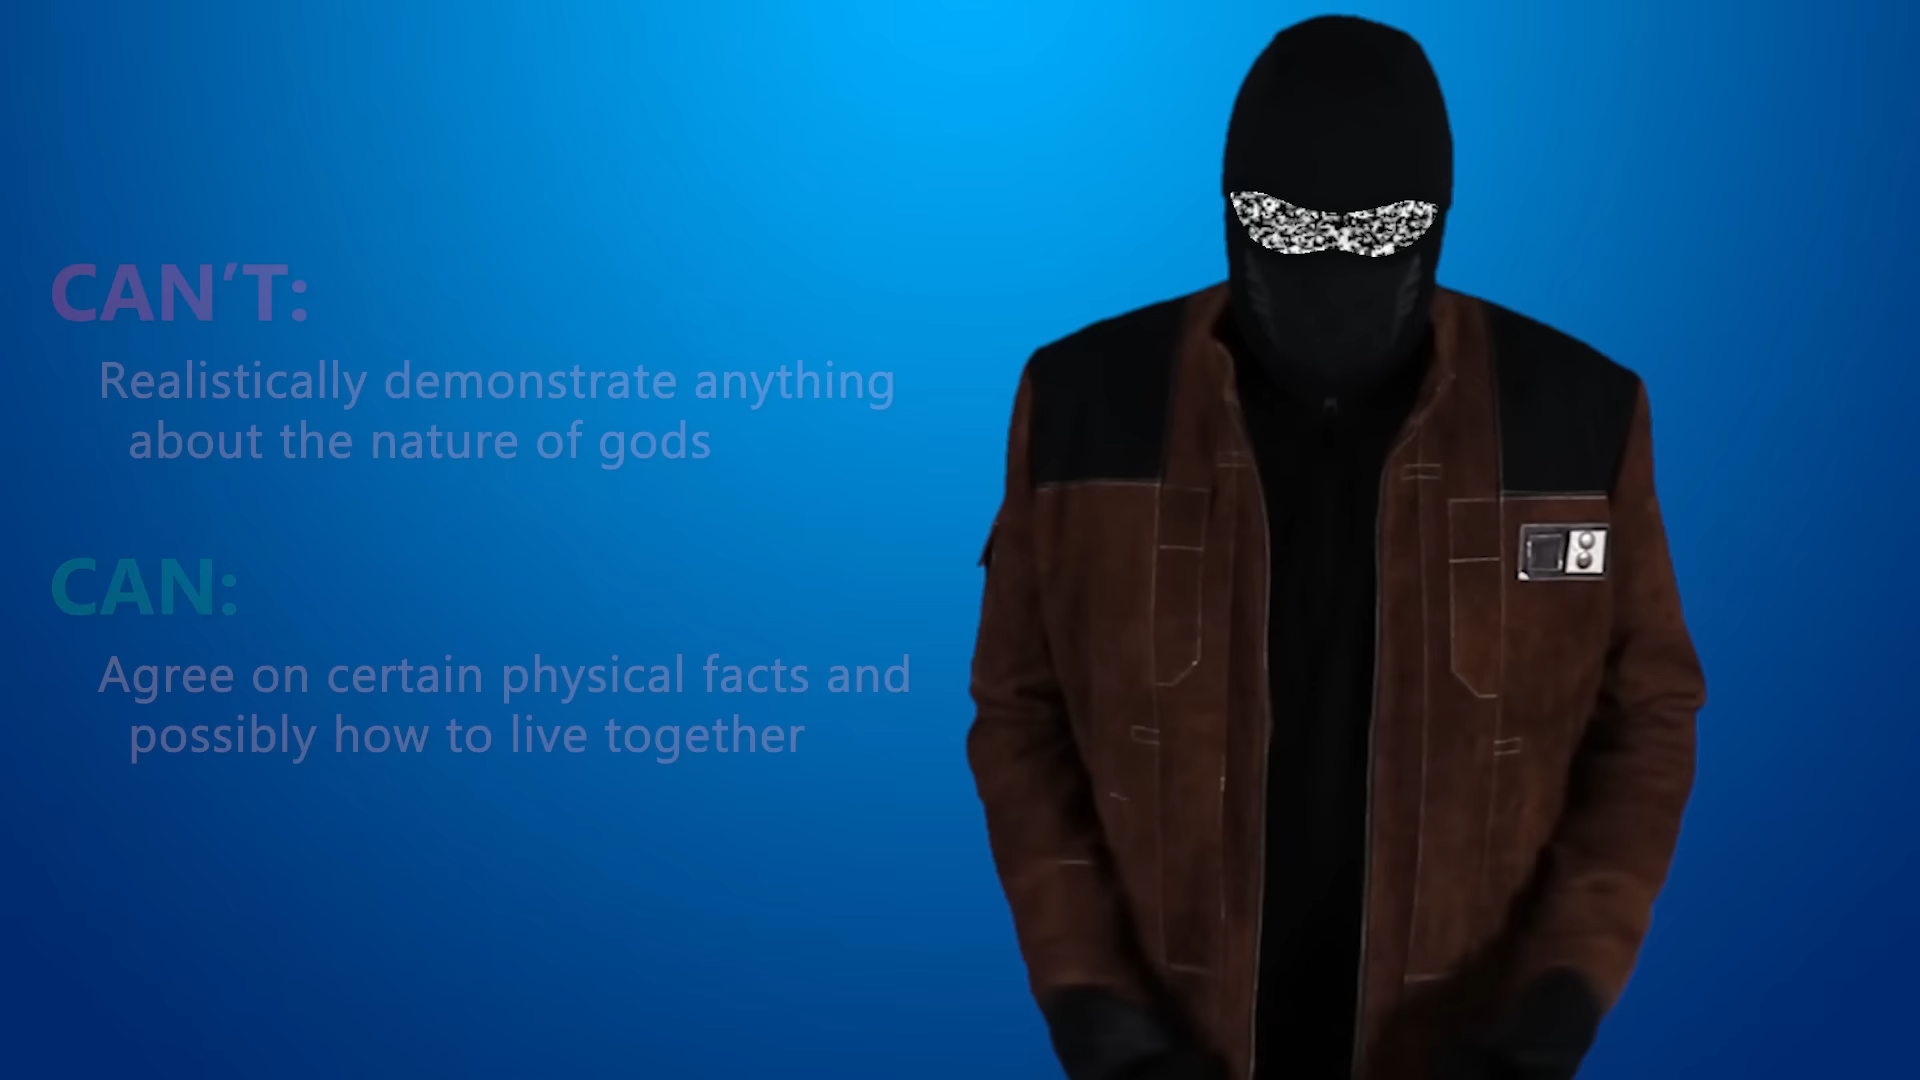 CAN'T:
Realistically demonstrate anything
about the nature of gods
CAN:
Agree on certain physical facts and
possibly how to live together